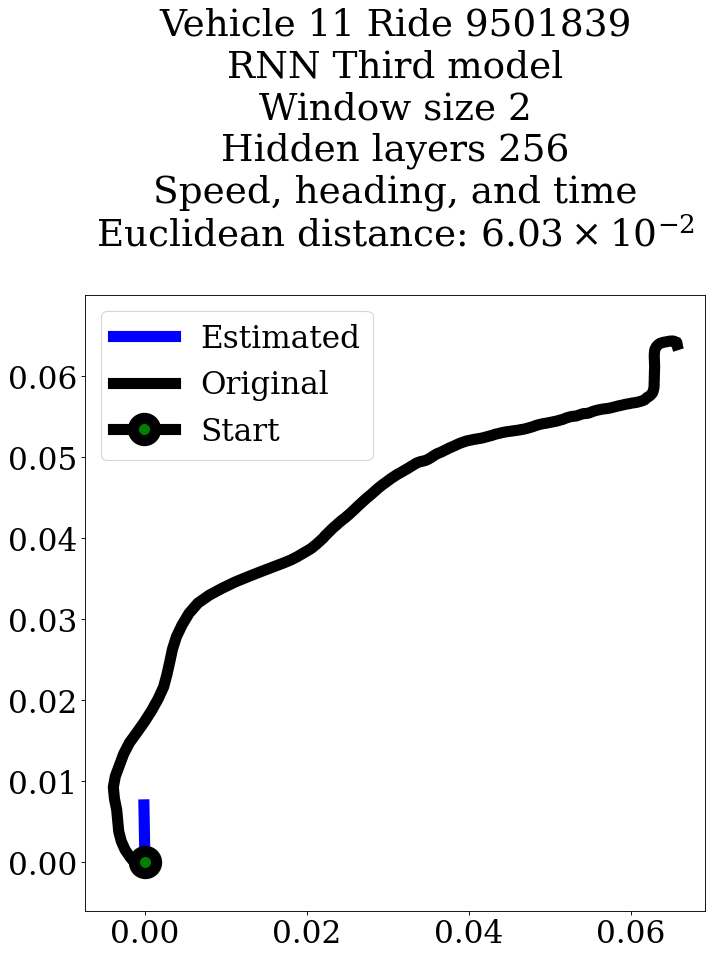 Vehicle 11 Ride 9501839
RNN Third model
Window size 2
Hidden layers 256
Speed, heading, and time
Euclidean distance: 6.03 × 10⁻²
Estimated
Original
Start
0.06
0.05
0.04
0.03
0.02
0.01
0.00
0.00 0.02 0.04 0.06